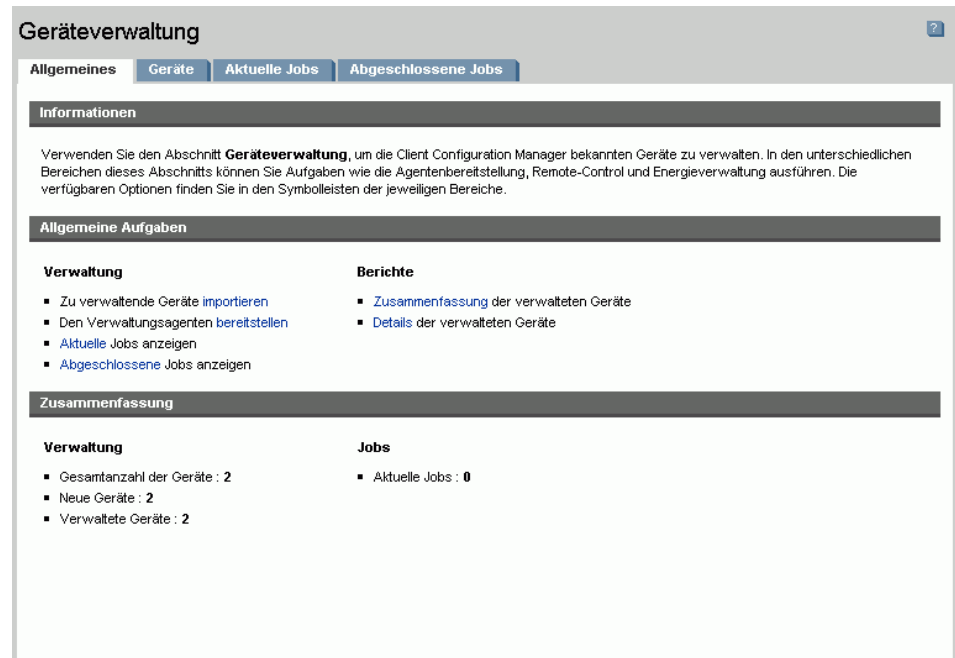 Geräteverwaltung
?
Allgemeines Geräte Aktuelle Jobs Abgeschlossene Jobs
Informationen
Verwenden Sie den Abschnitt Geräteverwaltung, um die Client Configuration Manager bekannten Geräte zu verwalten. In den unterschiedlichen
Bereichen dieses Abschnitts können Sie Aufgaben wie die Agentenbereitstellung, Remote-Control und Energieverwaltung ausführen. Die
verfügbaren Optionen finden Sie in den Symbolleisten der jeweiligen Bereiche.
Allgemeine Aufgaben
Verwaltung
Zu verwaltende Geräte importieren
Den Verwaltungsagenten bereitstellen
Aktuelle Jobs anzeigen
Abgeschlossene Jobs anzeigen
Berichte
Zusammenfassung der verwalteten Geräte
Details der verwalteten Geräte
Zusammenfassung
Verwaltung
Gesamtanzahl der Geräte : 2
Neue Geräte : 2
Verwaltete Geräte : 2
Jobs
Aktuelle Jobs : 0